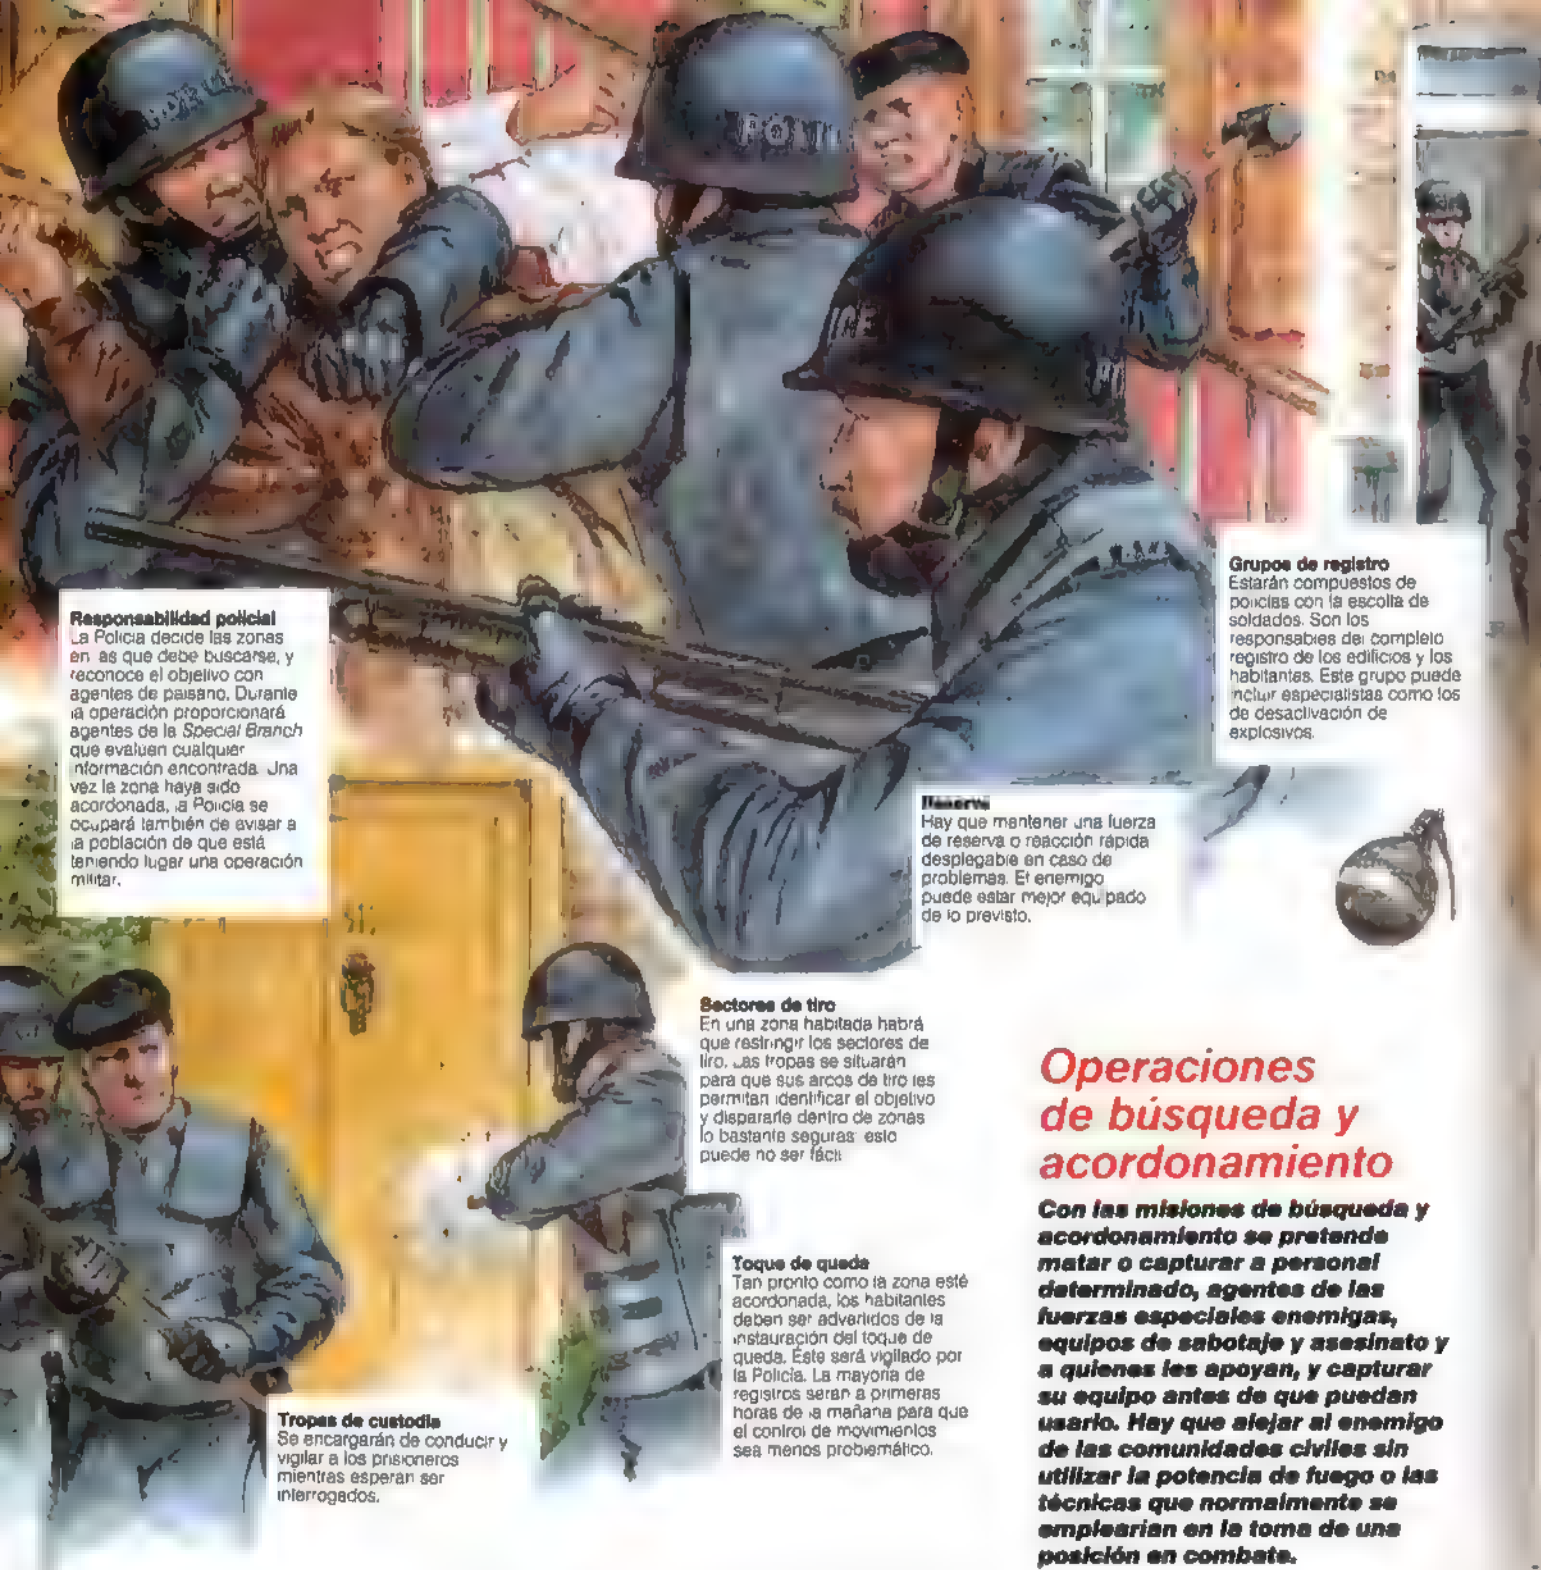 Responsabilidad policial
La Policía decide las zonas
en las que debe buscarse, y
reconoce el objetivo con
agentes de paisano. Durante
la operación proporcionará
agentes de la Special Branch
que evalúen cualquier
información encontrada. Una
vez la zona haya sido
acordonada, la Policía se
ocupará también de avisar a
la población de que está
teniendo lugar una operación
militar.
Grupos de registro
Estarán compuestos de
policías con la escolta de
soldados. Son los
responsables del completo
registro de los edificios y los
habitantes. Este grupo puede
incluir especialistas como los
de desactivación de
explosivos.
Reserva
Hay que mantener una fuerza
de reserva o reacción rápida
desplegable en caso de
problemas. El enemigo
puede estar mejor equipado
de lo previsto.
Sectores de tiro
En una zona habitada habrá
que restringir los sectores de
tiro. Las tropas se situarán
para que sus arcos de tiro les
permitan identificar el objetivo
y dispararle dentro de zonas
lo bastante seguras: esto
puede no ser fácil.
Toque de queda
Tan pronto como la zona esté
acordonada, los habitantes
deben ser advertidos de la
instauración del toque de
queda. Éste será vigilado por
la Policía. La mayoría de
registros serán a primeras
horas de la mañana para que
el control de movimientos
sea menos problemático.
Tropas de custodia
Se encargarán de conducir y
vigilar a los prisioneros
mientras esperan ser
interrogados.
Operaciones
de búsqueda y
acordonamiento
Con las misiones de búsqueda y
acordonamiento se pretende
matar o capturar a personal
determinado, agentes de las
fuerzas especiales enemigas,
equipos de sabotaje y asesinato y
a quienes les apoyan, y capturar
su equipo antes de que puedan
usarlo. Hay que alejar al enemigo
de las comunidades civiles sin
utilizar la potencia de fuego o las
técnicas que normalmente se
emplearían en la toma de una
posición en combate.